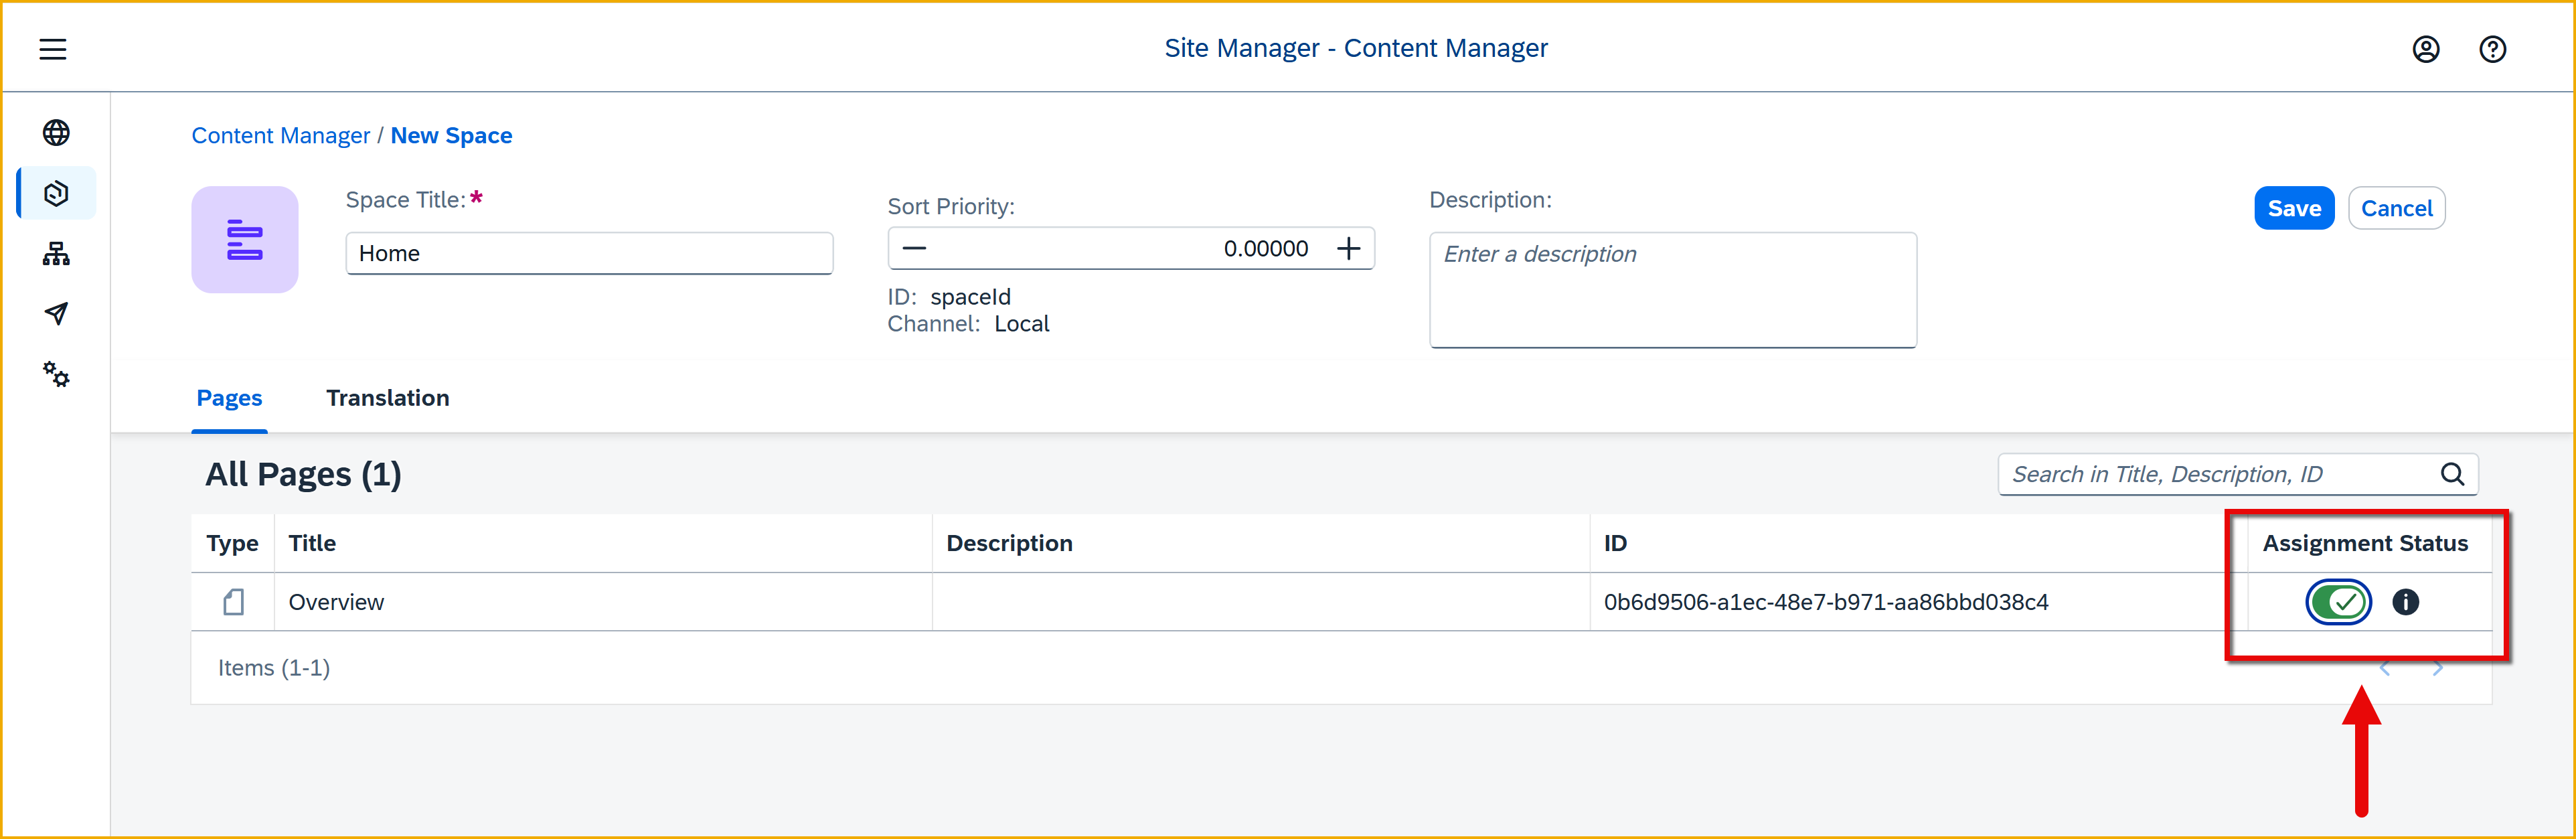 Site Manager - Content Manager
Content Manager / New Space
Space Title:*
Home
Sort Priority:
0.00000
ID: spaceId
Channel: Local
Description:
Enter a description
Save
Cancel
Pages
Translation
All Pages (1)
Search in Title, Description, ID
Type Title Description ID Assignment Status
Overview 0b6d9506-a1ec-48e7-b971-aa86bbd038c4
Items (1-1)